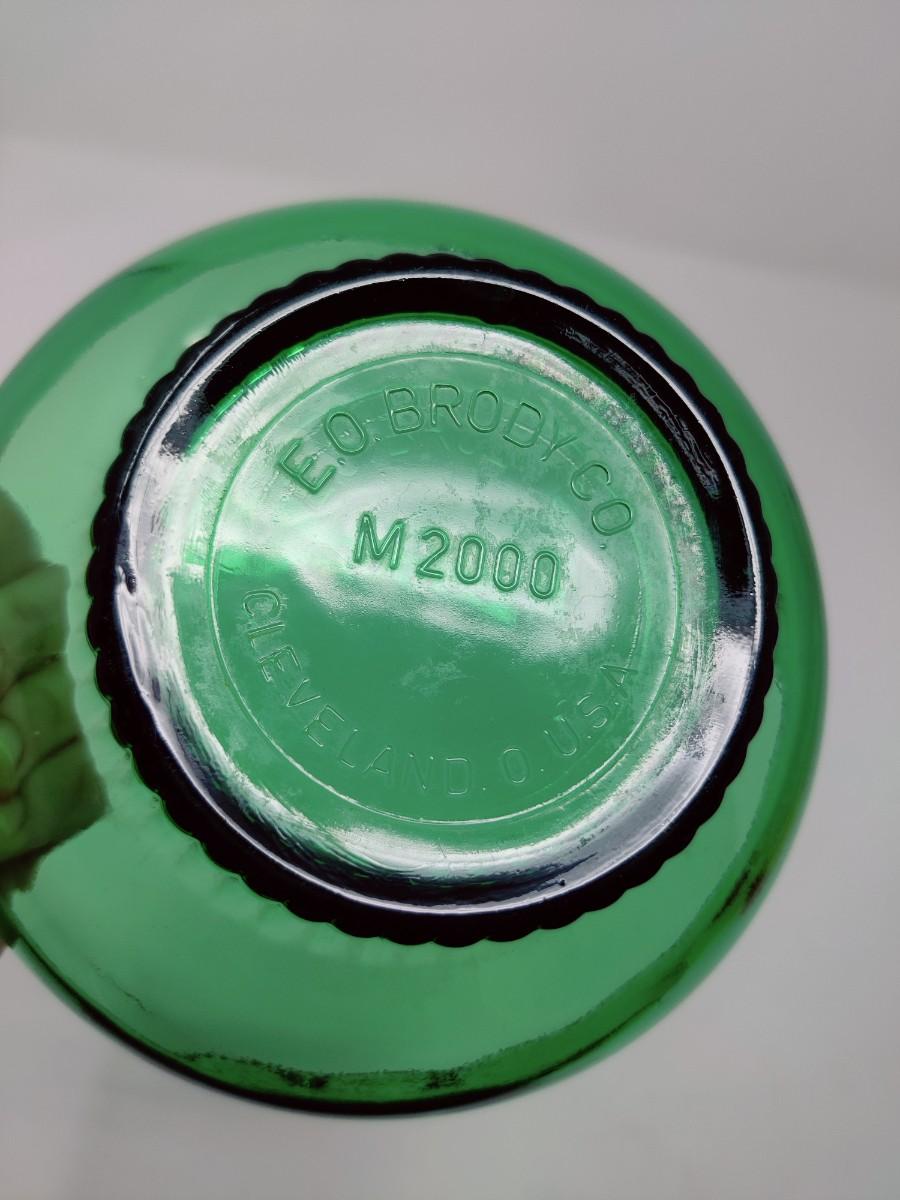 E.O. BRODY CO.
M2000
CLEVELAND. O. U.S.A